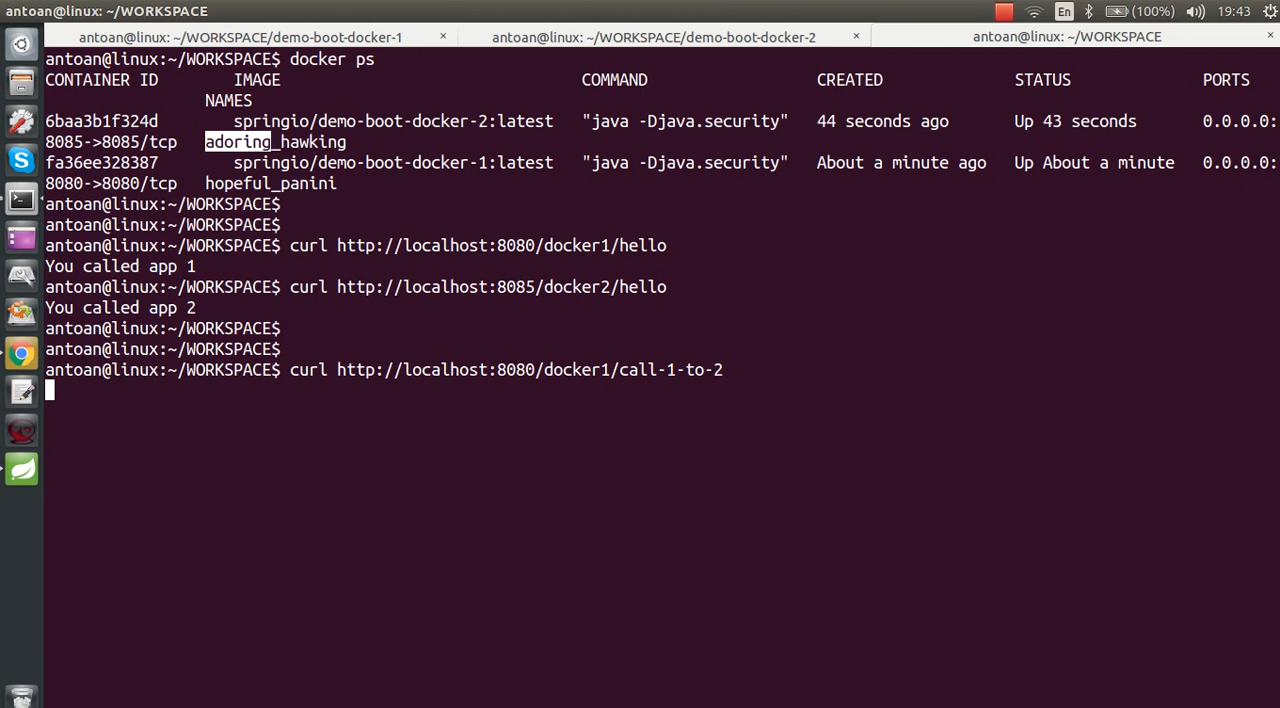 antoan@linux: ~/WORKSPACE En (100%) 19:43
antoan@linux: ~/WORKSPACE/demo-boot-docker-1 × antoan@linux: ~/WORKSPACE/demo-boot-docker-2 × antoan@linux: ~/WORKSPACE ×
antoan@linux:~/WORKSPACE$ docker ps
CONTAINER ID        IMAGE                                COMMAND                CREATED              STATUS              PORTS
                 NAMES
6baa3b1f324d        springio/demo-boot-docker-2:latest   "java -Djava.security"   44 seconds ago       Up 43 seconds       0.0.0.0:
8085->8085/tcp   adoring_hawking
fa36ee328387        springio/demo-boot-docker-1:latest   "java -Djava.security"   About a minute ago   Up About a minute   0.0.0.0:
8080->8080/tcp   hopeful_panini
antoan@linux:~/WORKSPACE$
antoan@linux:~/WORKSPACE$
antoan@linux:~/WORKSPACE$ curl http://localhost:8080/docker1/hello
You called app 1
antoan@linux:~/WORKSPACE$ curl http://localhost:8085/docker2/hello
You called app 2
antoan@linux:~/WORKSPACE$
antoan@linux:~/WORKSPACE$
antoan@linux:~/WORKSPACE$ curl http://localhost:8080/docker1/call-1-to-2